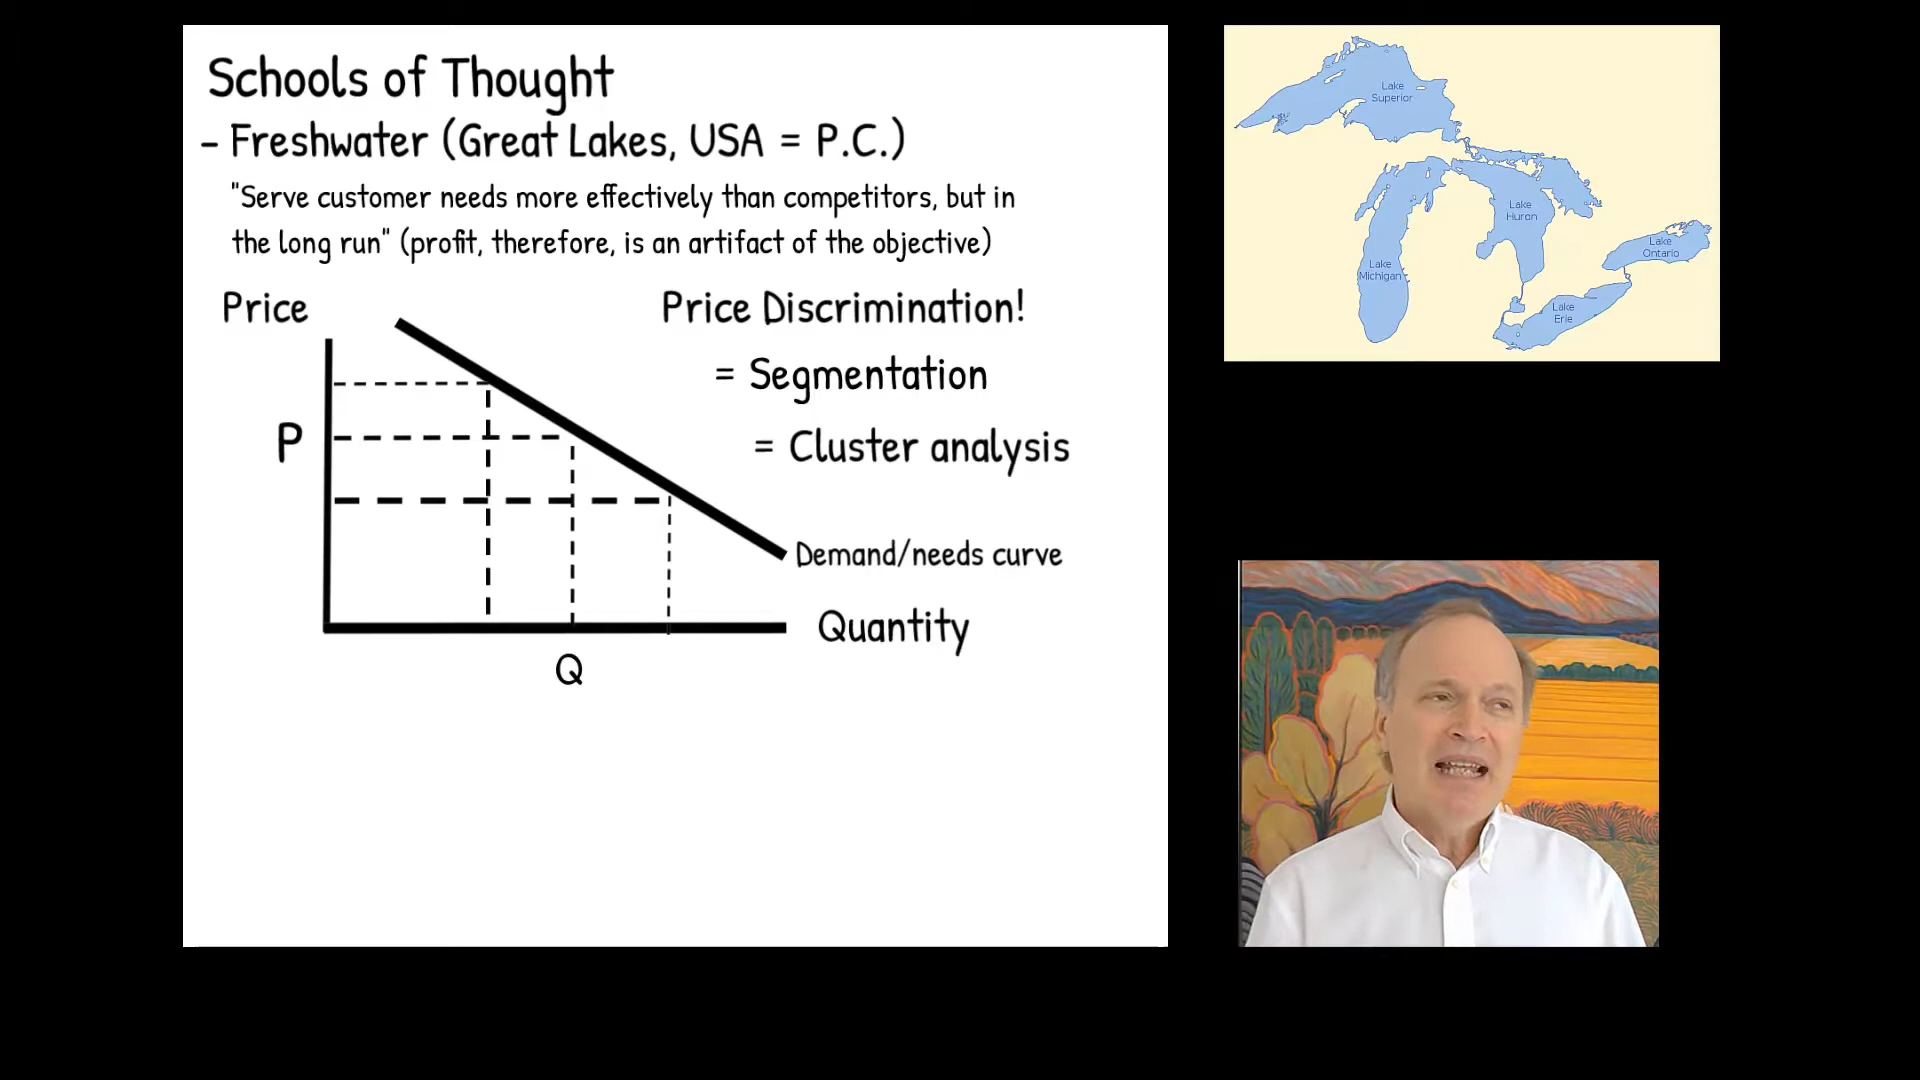 Schools of Thought
- Freshwater (Great Lakes, USA = P.C.)
"Serve customer needs more effectively than competitors, but in
the long run" (profit, therefore, is an artifact of the objective)
Price
Price Discrimination!
= Segmentation
P
= Cluster analysis
Demand/needs curve
Quantity
Q
Lake
Superior
Lake
Huron
Lake
Ontario
Lake
Michigan
Lake
Erie